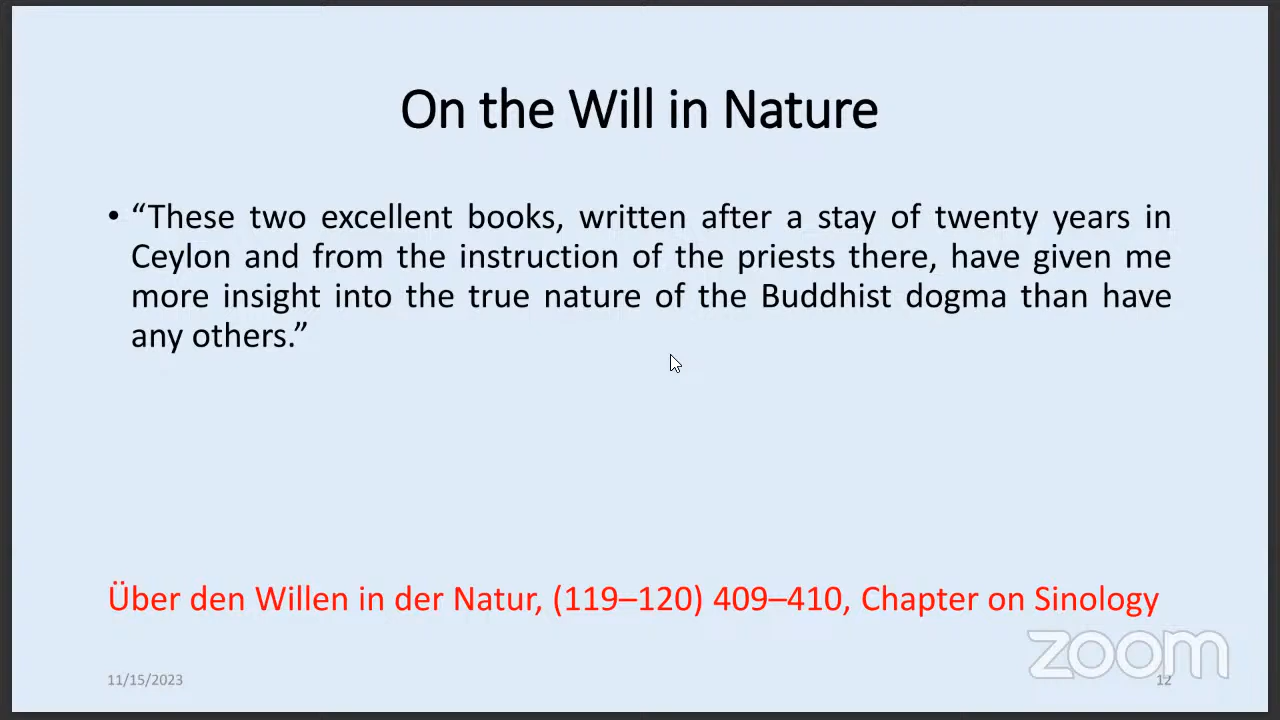 On the Will in Nature
• “These two excellent books, written after a stay of twenty years in
Ceylon and from the instruction of the priests there, have given me
more insight into the true nature of the Buddhist dogma than have
any others.”
Über den Willen in der Natur, (119–120) 409–410, Chapter on Sinology
zoom
11/15/2023
12